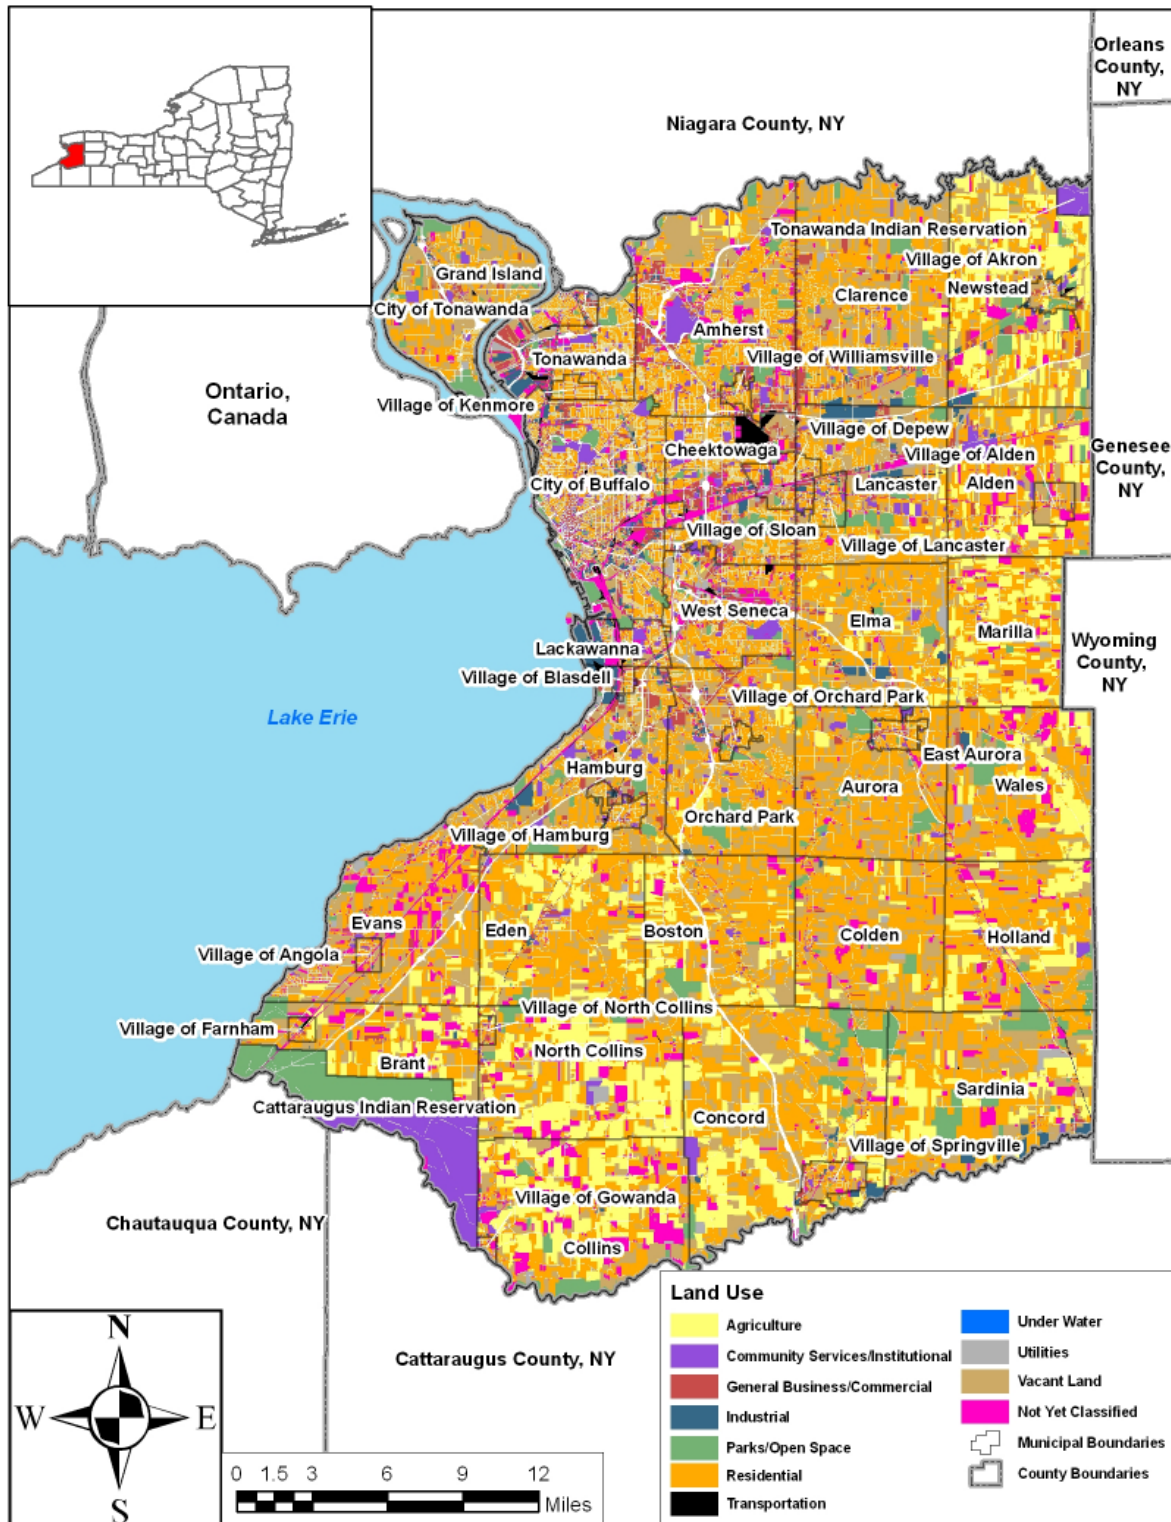 Orleans
County,
NY
Niagara County, NY
Tonawanda Indian Reservation
Village of Akron
Grand Island
Newstead
Clarence
City of Tonawanda
Amherst
Tonawanda
Village of Williamsville
Ontario,
Canada
Village of Kenmore
Village of Depew
Cheektowaga
Village of Alden
Genesee
County,
NY
City of Buffalo
Lancaster
Alden
Village of Sloan
Village of Lancaster
West Seneca
Elma
Marilla
Wyoming
County,
NY
Lackawanna
Village of Blasdell
Village of Orchard Park
Lake Erie
East Aurora
Hamburg
Aurora
Wales
Orchard Park
Village of Hamburg
Evans
Eden
Boston
Colden
Holland
Village of Angola
Village of North Collins
Village of Farnham
North Collins
Brant
Sardinia
Cattaraugus Indian Reservation
Concord
Village of Springville
Village of Gowanda
Chautauqua County, NY
Collins
Cattaraugus County, NY
N
W
E
S
0 1.5 3 6 9 12
Miles
Land Use
Agriculture
Community Services/Institutional
General Business/Commercial
Industrial
Parks/Open Space
Residential
Transportation
Under Water
Utilities
Vacant Land
Not Yet Classified
Municipal Boundaries
County Boundaries